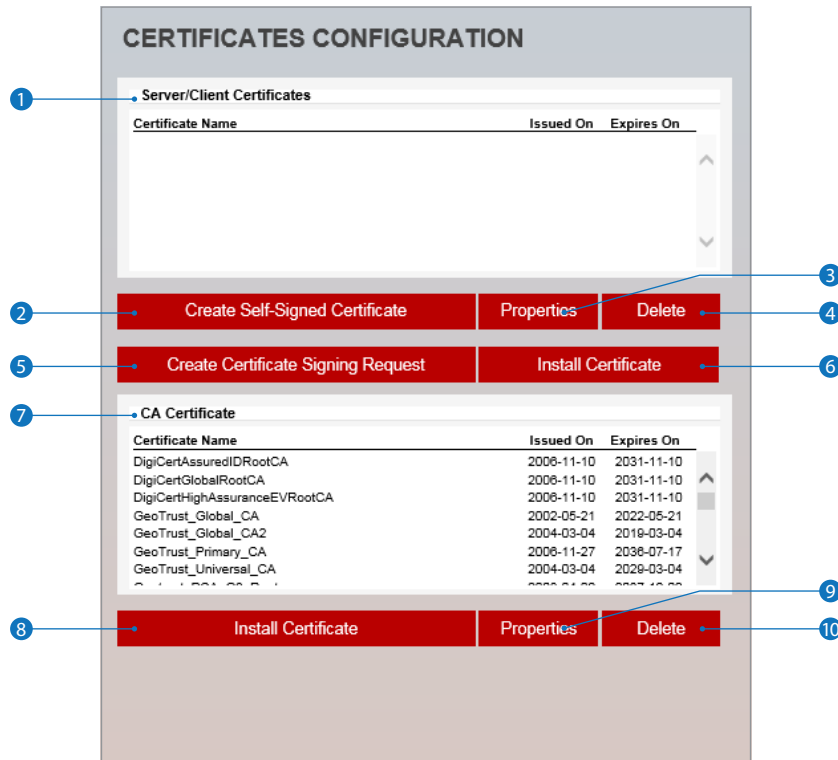 CERTIFICATES CONFIGURATION
1 Server/Client Certificates
Certificate Name Issued On Expires On
3
2 Create Self-Signed Certificate Properties Delete 4
5 Create Certificate Signing Request Install Certificate 6
7 CA Certificate
Certificate Name Issued On Expires On
DigiCertAssuredIDRootCA 2006-11-10 2031-11-10
DigiCertGlobalRootCA 2006-11-10 2031-11-10
DigiCertHighAssuranceEVRootCA 2006-11-10 2031-11-10
GeoTrust_Global_CA 2002-05-21 2022-05-21
GeoTrust_Global_CA2 2004-03-04 2019-03-04
GeoTrust_Primary_CA 2006-11-27 2036-07-17
GeoTrust_Universal_CA 2004-03-04 2029-03-04
9
8 Install Certificate Properties Delete 10